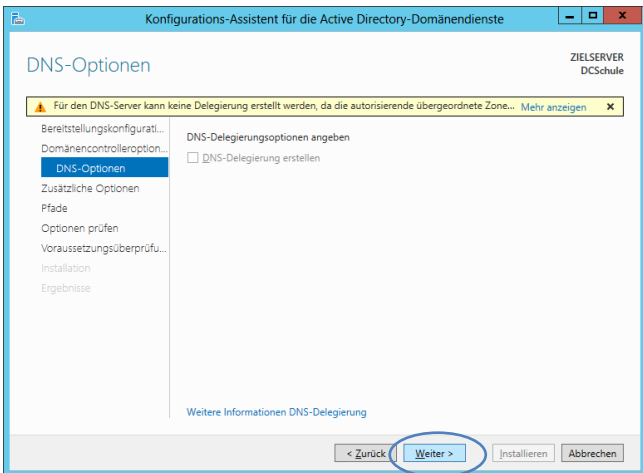 Konfigurations-Assistent für die Active Directory-Domänendienste
DNS-Optionen
ZIELSERVER
DCSchule
Für den DNS-Server kann keine Delegierung erstellt werden, da die autorisierende übergeordnete Zone... Mehr anzeigen x
Bereitstellungskonfigurati...
Domänencontrolleroption...
DNS-Optionen
Zusätzliche Optionen
Pfade
Optionen prüfen
Voraussetzungsüberprüfu...
Installation
Ergebnisse
DNS-Delegierungsoptionen angeben
DNS-Delegierung erstellen
Weitere Informationen DNS-Delegierung
< Zurück Weiter > Installieren Abbrechen